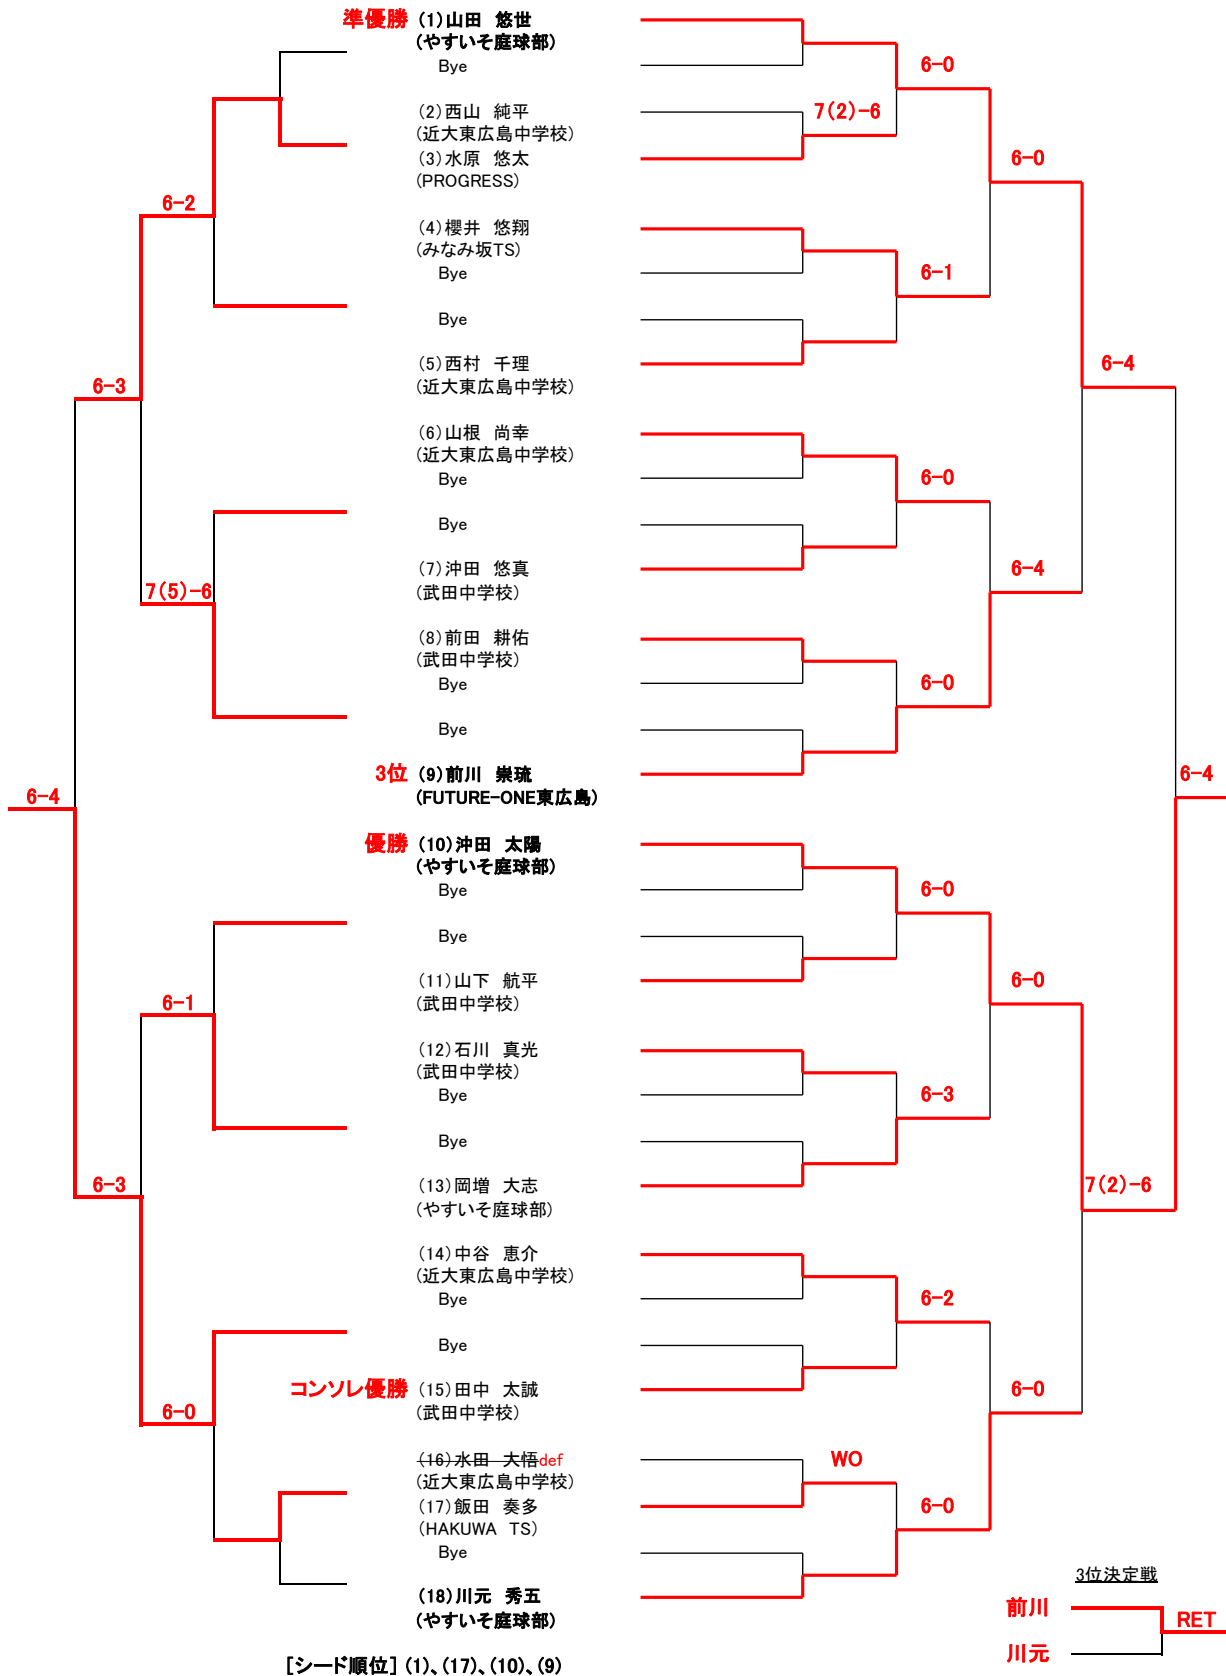 準優勝 (1)山田 悠世
(やすいそ庭球部)
Bye
6-0
(2)西山 純平
7(2)-6
(近大東広島中学校)
(3)水原 悠太
6-0
(PROGRESS)
6-2
(4)櫻井 悠翔
(みなみ坂TS)
Bye
6-1
Bye
(5)西村 千理
6-4
(近大東広島中学校)
6-3
(6)山根 尚幸
(近大東広島中学校)
Bye
6-0
Bye
(7)沖田 悠真
6-4
(武田中学校)
7(5)-6
(8)前田 耕佑
(武田中学校)
Bye
6-0
Bye
3位 (9)前川 崇琉
6-4
(FUTURE-ONE東広島)
6-4
優勝 (10)沖田 太陽
(やすいそ庭球部)
Bye
6-0
Bye
(11)山下 航平
6-0
(武田中学校)
6-1
(12)石川 真光
(武田中学校)
Bye
6-3
Bye
(13)岡増 大志
6-3
7(2)-6
(やすいそ庭球部)
(14)中谷 恵介
(近大東広島中学校)
Bye
6-2
Bye
コンソレ優勝 (15)田中 太誠
6-0
(武田中学校)
6-0
(16)水田 大悟def
WO
(近大東広島中学校)
(17)飯田 奏多
6-0
(HAKUWA TS)
Bye
3位決定戦
(18)川元 秀五
前川
(やすいそ庭球部)
RET
川元
[シード順位] (1)、(17)、(10)、(9)